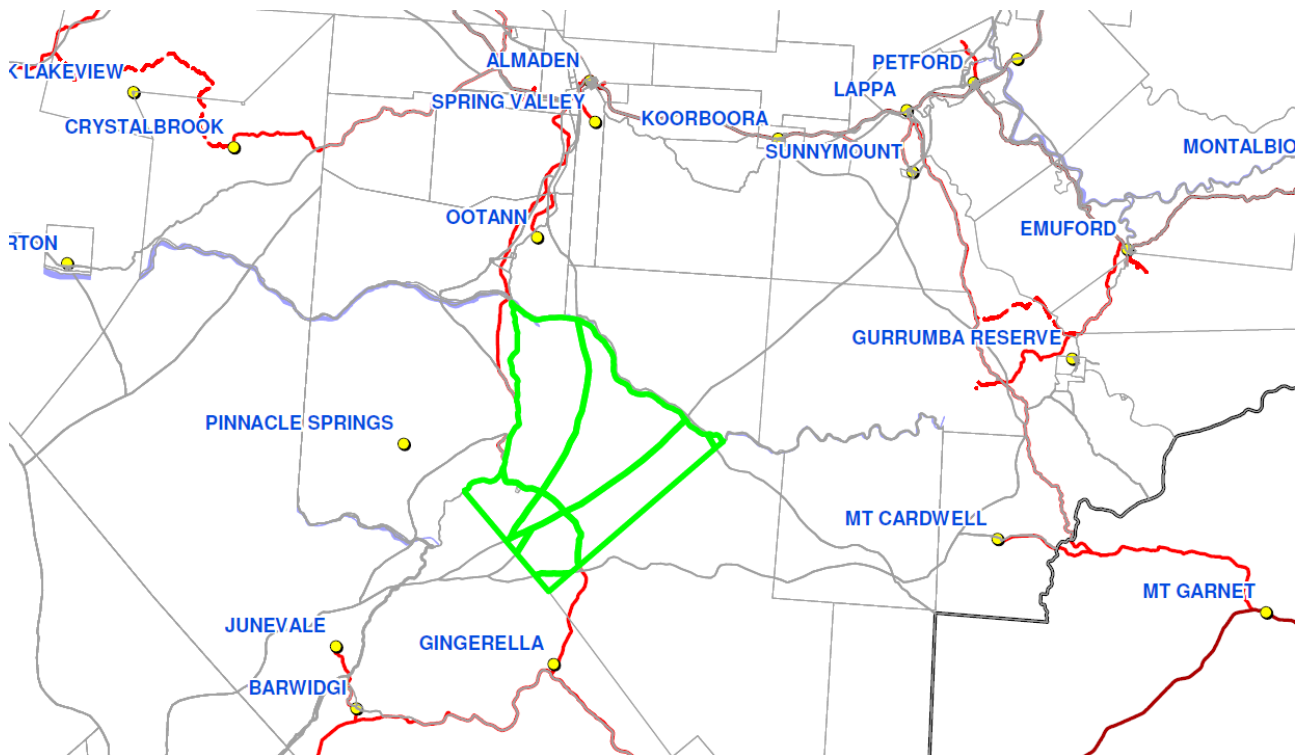 ALMADEN
PETFORD
K LAKEVIEW
LAPPA
SPRING VALLEY
KOORBOORA
CRYSTALBROOK
SUNNYMOUNT
MONTALBIO
OOTANN
EMUFORD
RTON
GURRUMBA RESERVE
PINNACLE SPRINGS
MT CARDWELL
MT GARNET
JUNEVALE
GINGERELLA
BARWIDGI